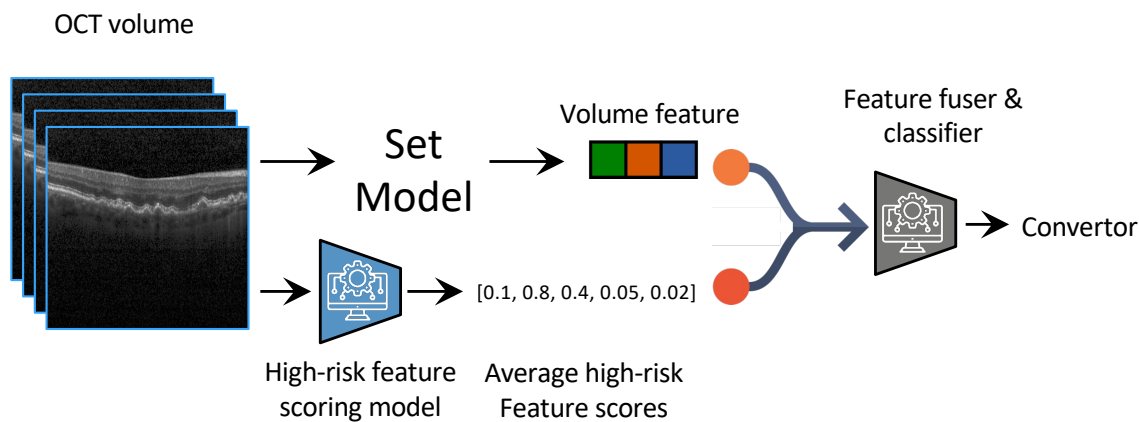 OCT volume
Set
Model
Volume feature
Feature fuser &
classifier
Convertor
[0.1, 0.8, 0.4, 0.05, 0.02]
High-risk feature
scoring model
Average high-risk
Feature scores